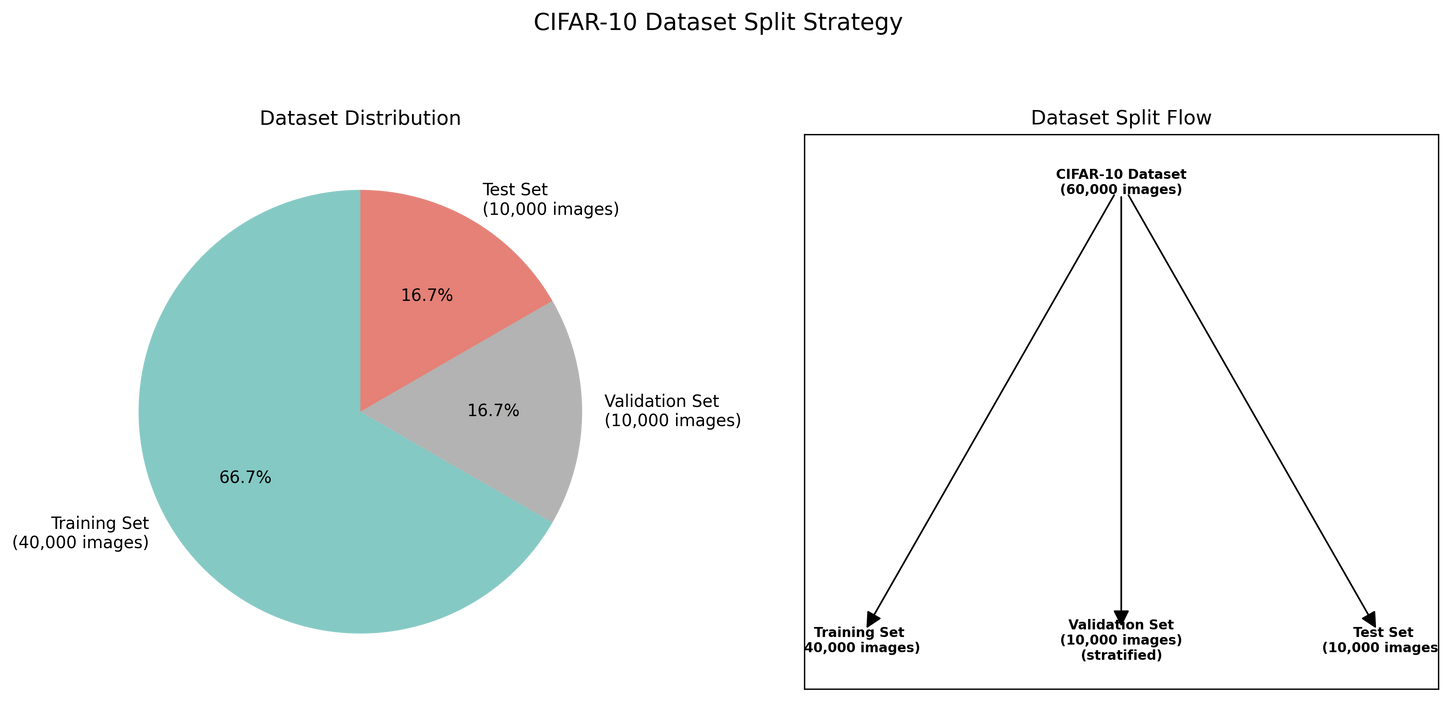 CIFAR-10 Dataset Split Strategy
Dataset Distribution
Test Set
(10,000 images)
16.7%
Validation Set
(10,000 images)
16.7%
66.7%
Training Set
(40,000 images)
Dataset Split Flow
CIFAR-10 Dataset
(60,000 images)
Training Set
40,000 images)
Validation Set
(10,000 images)
(stratified)
Test Set
(10,000 images